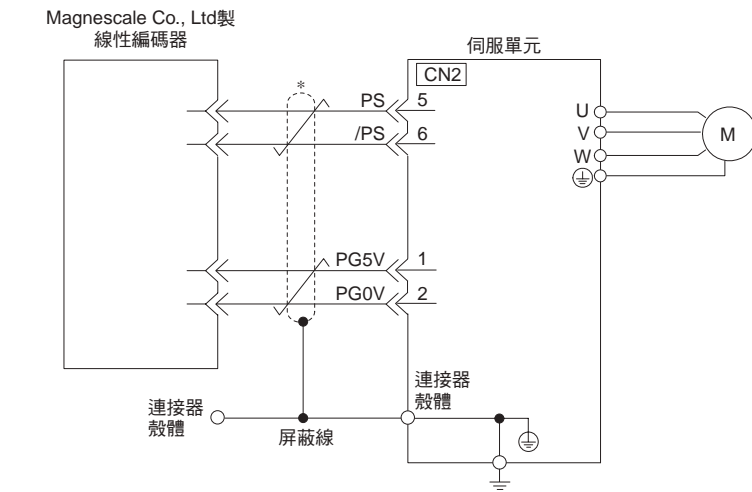 Magnescale Co., Ltd製
線性編碼器
伺服單元
CN2
*
PS 5
/PS 6
U
V
W
M
PG5V 1
PG0V 2
連接器
殼體
連接器
殼體
屏蔽線